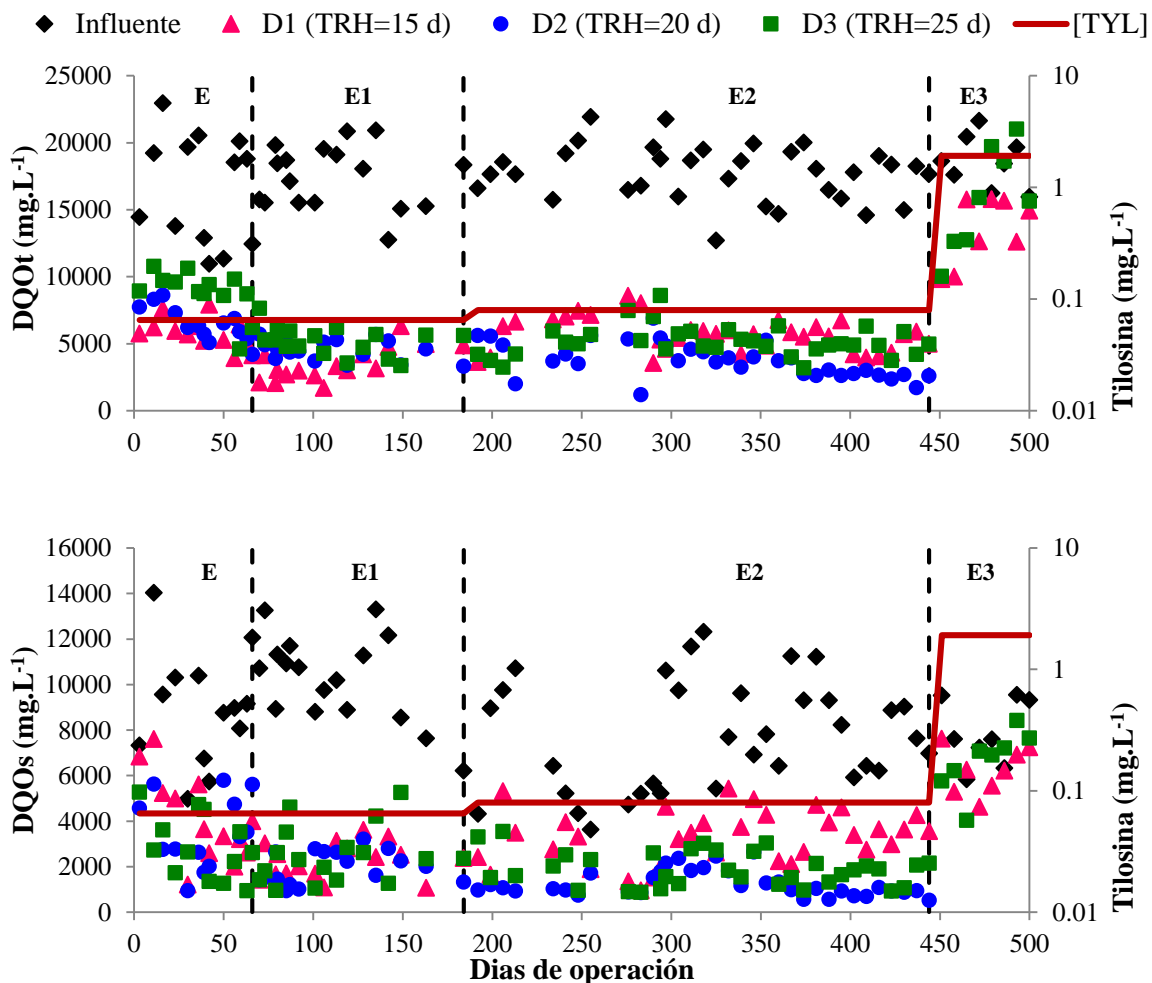 Influente D1 (TRH=15 d) D2 (TRH=20 d) D3 (TRH=25 d) [TYL]
25000
20000
15000
10000
5000
0
DQOt (mg.L-1)
E E1 E2 E3
10
1
0.1
0.01
Tilosina (mg.L-1)
0 50 100 150 200 250 300 350 400 450 500
16000
14000
12000
10000
8000
6000
4000
2000
0
DQOs (mg.L-1)
E E1 E2 E3
10
1
0.1
0.01
Tilosina (mg.L-1)
0 50 100 150 200 250 300 350 400 450 500
Dias de operación